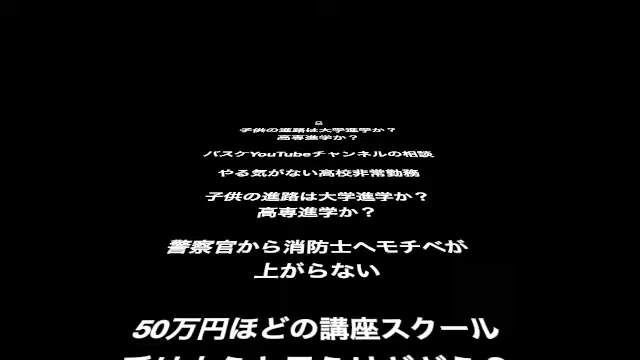 子供の進路は大学進学か?
高専進学か?
バスケYouTubeチャンネルの相談
やる気がない高校非常勤務
子供の進路は大学進学か?
高専進学か?
警察官から消防士へモチベが
上がらない
50万円ほどの講座スクール